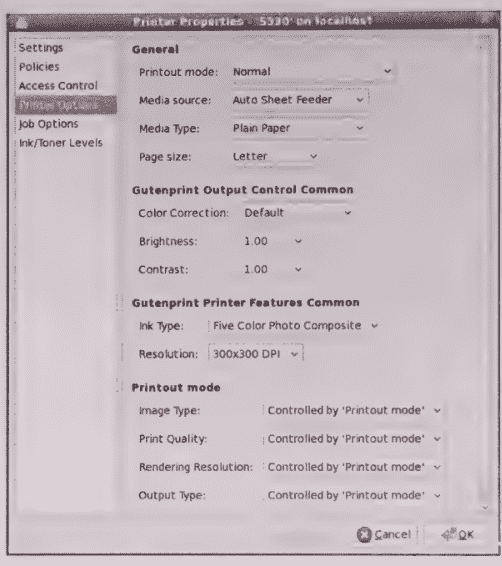 Printer Properties - '5330' on localhost
Settings
Policies
Access Control
Printer Options
Job Options
Ink/Toner Levels
General
Printout mode: Normal
Media source: Auto Sheet Feeder
Media Type: Plain Paper
Page size: Letter
Gutenprint Output Control Common
Color Correction: Default
Brightness: 1.00
Contrast: 1.00
Gutenprint Printer Features Common
Ink Type: Five Color Photo Composite
Resolution: 300x300 DPI
Printout mode
Image Type: Controlled by 'Printout mode'
Print Quality: Controlled by 'Printout mode'
Rendering Resolution: Controlled by 'Printout mode'
Output Type: Controlled by 'Printout mode'
Cancel
OK